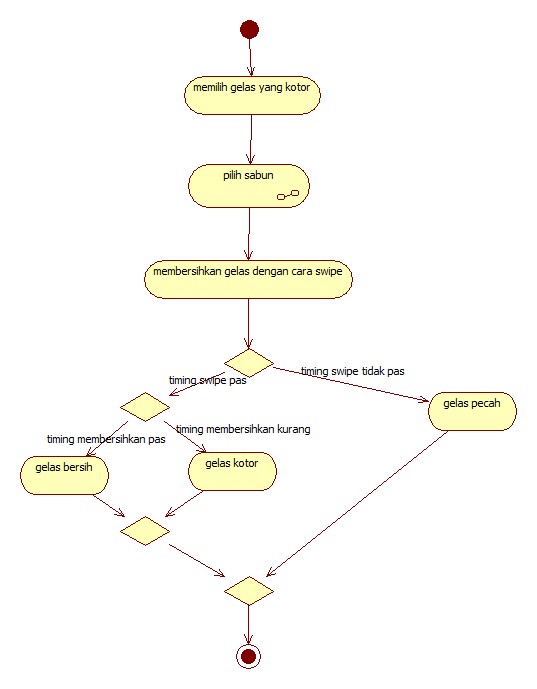 memilih gelas yang kotor
pilih sabun
membersihkan gelas dengan cara swipe
timing swipe tidak pas
timing swipe pas
gelas pecah
timing membersihkan kurang
timing membersihkan pas
gelas kotor
gelas bersih